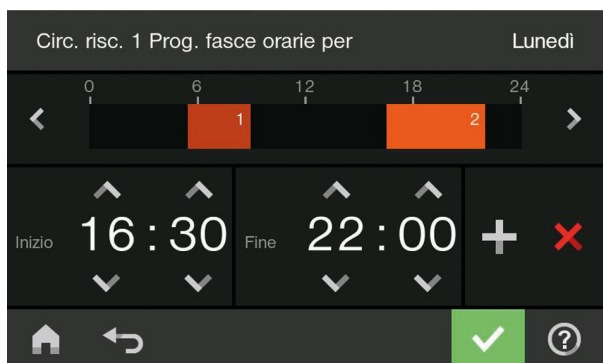 Circ. risc. 1 Prog. fasce orarie per Lunedì
0 6 12 18 24
1 2
Inizio 16:30 Fine 22:00
?